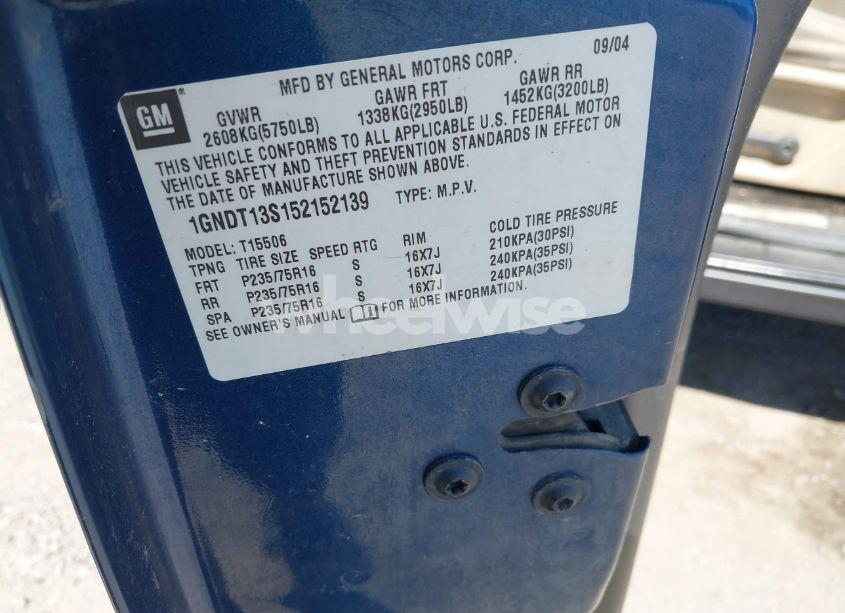 GM
MFD BY GENERAL MOTORS CORP. 09/04
GVWR GAWR FRT GAWR RR
2608KG(5750LB) 1338KG(2950LB) 1452KG(3200LB)
THIS VEHICLE CONFORMS TO ALL APPLICABLE U.S. FEDERAL MOTOR
VEHICLE SAFETY AND THEFT PREVENTION STANDARDS IN EFFECT ON
THE DATE OF MANUFACTURE SHOWN ABOVE.
1GNDT13S152152139 TYPE: M.P.V.
MODEL: T15506
TPNG TIRE SIZE SPEED RTG RIM COLD TIRE PRESSURE
FRT P235/75R16 S 16X7J 210KPA(30PSI)
RR P235/75R16 S 16X7J 240KPA(35PSI)
SPA P235/75R16 S 16X7J 240KPA(35PSI)
SEE OWNER'S MANUAL FOR MORE INFORMATION.
wheelwise